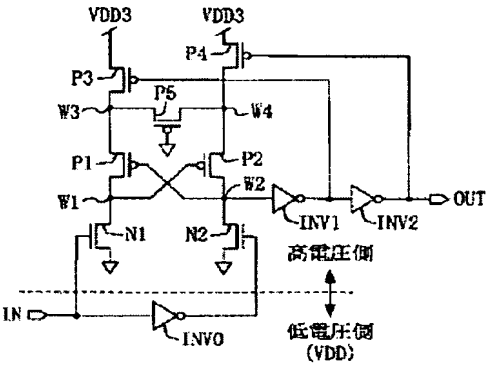 VDD3 VDD3
P4
P3
P5
W3 W4
P1 P2
W1 W2
OUT
INV1 INV2
N1 N2
高電圧側
IN
低電圧側
INV0
(VDD)